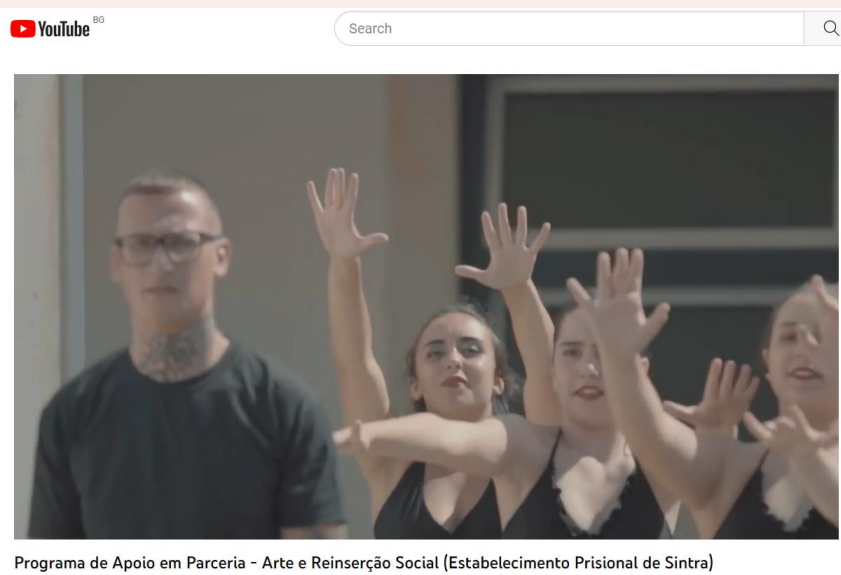 YouTube BG
Search
Programa de Apoio em Parceria - Arte e Reinserção Social (Estabelecimento Prisional de Sintra)